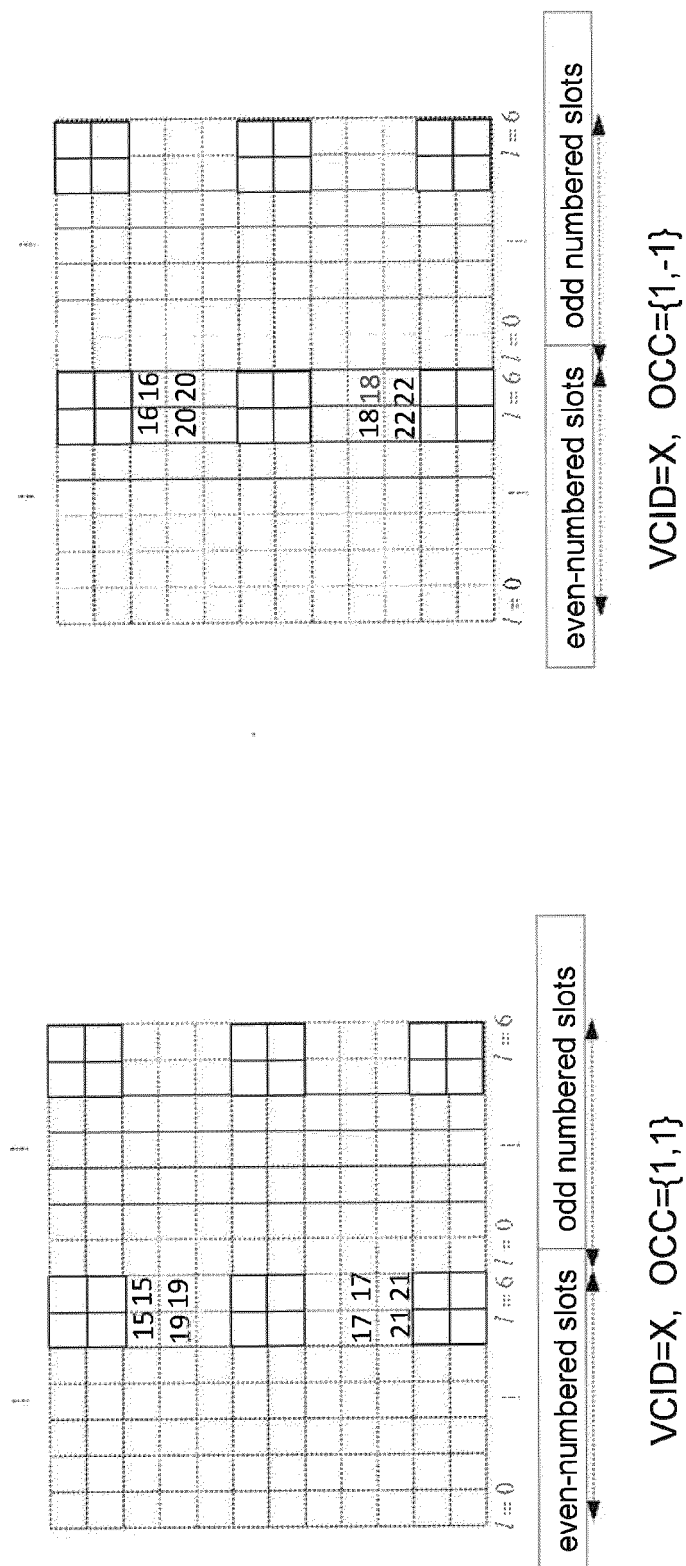 15 15
19 19
17 17
21 21
l=0 l=6 l=0 l=6
even-numbered slots odd numbered slots
VCID=X, OCC={1,1}
16 16
20 20
18 18
22 22
l=0 l=6 l=0 l=6
even-numbered slots odd numbered slots
VCID=X, OCC={1,-1}